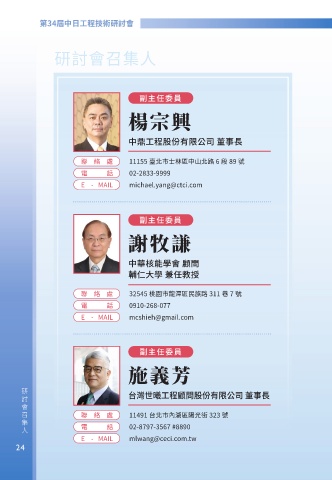 第34屆中日工程技術研討會
研討會召集人
副主任委員
楊宗興
中鼎工程股份有限公司 董事長
聯絡處 11155 臺北市士林區中山北路 6 段 89 號
電話 02-2833-9999
E - MAIL michael.yang@ctci.com
副主任委員
謝牧謙
中華核能學會 顧問
輔仁大學 兼任教授
聯絡處 32545 桃園市龍潭區民族路 311 巷 7 號
電話 0910-268-077
E - MAIL mcshieh@gmail.com
副主任委員
施義芳
台灣世曦工程顧問股份有限公司 董事長
聯絡處 11491 台北市內湖區陽光街 323 號
電話 02-8797-3567 #8890
E - MAIL mlwang@ceci.com.tw
研討會召集人
24